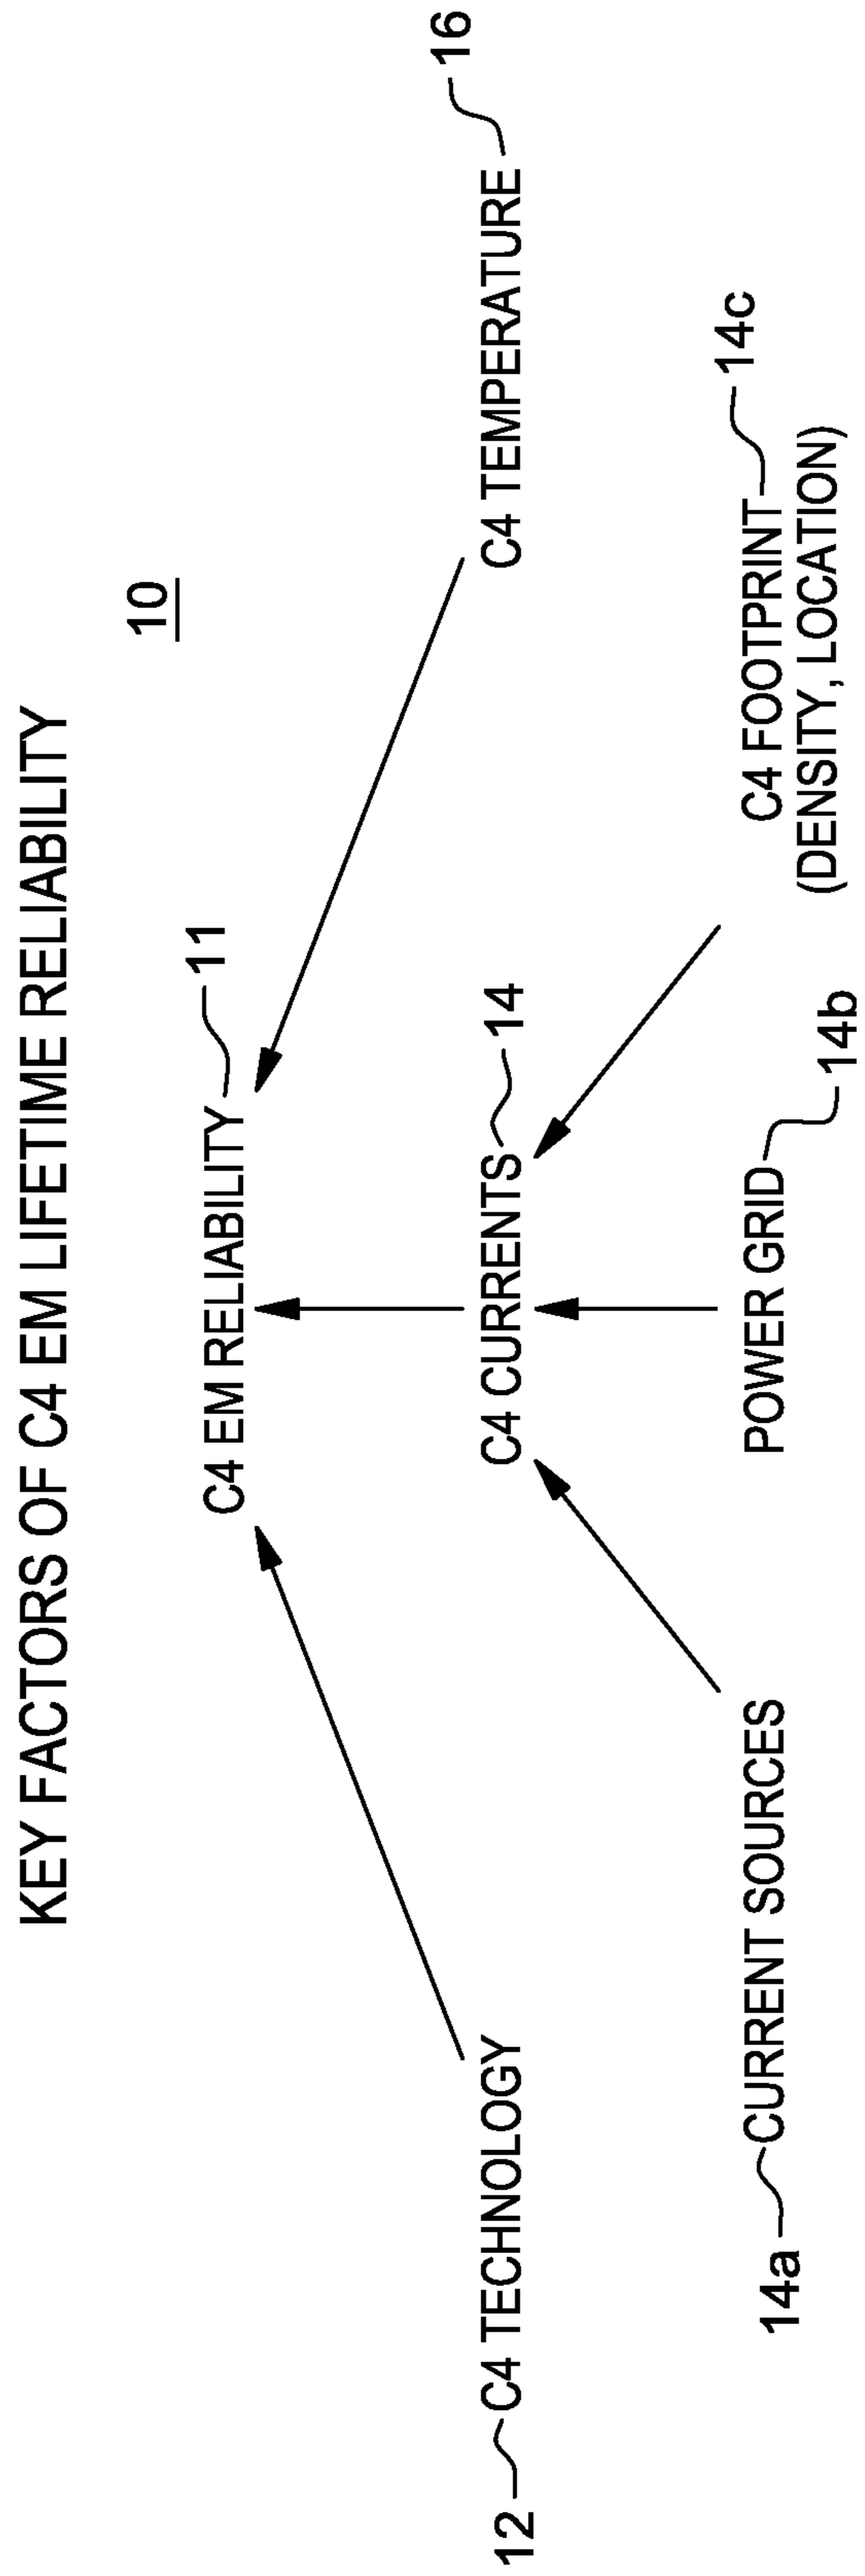 KEY FACTORS OF C4 EM LIFETIME RELIABILITY
10
C4 EM RELIABILITY 11
12 C4 TECHNOLOGY
C4 CURRENTS 14
C4 TEMPERATURE 16
14a CURRENT SOURCES
POWER GRID 14b
C4 FOOTPRINT 14c
(DENSITY, LOCATION)